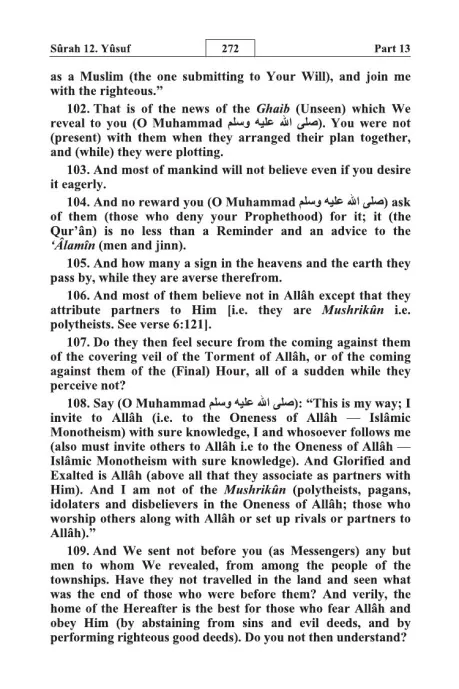 Sûrah 12. Yûsuf 272 Part 13
as a Muslim (the one submitting to Your Will), and join me
with the righteous.”
102. That is of the news of the Ghaib (Unseen) which We
reveal to you (O Muhammad صلى الله عليه وسلم). You were not
(present) with them when they arranged their plan together,
and (while) they were plotting.
103. And most of mankind will not believe even if you desire
it eagerly.
104. And no reward you (O Muhammad صلى الله عليه وسلم) ask
of them (those who deny your Prophethood) for it; it (the
Qur’ân) is no less than a Reminder and an advice to the
‘Âlamîn (men and jinn).
105. And how many a sign in the heavens and the earth they
pass by, while they are averse therefrom.
106. And most of them believe not in Allâh except that they
attribute partners to Him [i.e. they are Mushrikûn i.e.
polytheists. See verse 6:121].
107. Do they then feel secure from the coming against them
of the covering veil of the Torment of Allâh, or of the coming
against them of the (Final) Hour, all of a sudden while they
perceive not?
108. Say (O Muhammad صلى الله عليه وسلم): “This is my way; I
invite to Allâh (i.e. to the Oneness of Allâh — Islâmic
Monotheism) with sure knowledge, I and whosoever follows me
(also must invite others to Allâh i.e to the Oneness of Allâh —
Islâmic Monotheism with sure knowledge). And Glorified and
Exalted is Allâh (above all that they associate as partners with
Him). And I am not of the Mushrikûn (polytheists, pagans,
idolaters and disbelievers in the Oneness of Allâh; those who
worship others along with Allâh or set up rivals or partners to
Allâh).”
109. And We sent not before you (as Messengers) any but
men to whom We revealed, from among the people of the
townships. Have they not travelled in the land and seen what
was the end of those who were before them? And verily, the
home of the Hereafter is the best for those who fear Allâh and
obey Him (by abstaining from sins and evil deeds, and by
performing righteous good deeds). Do you not then understand?